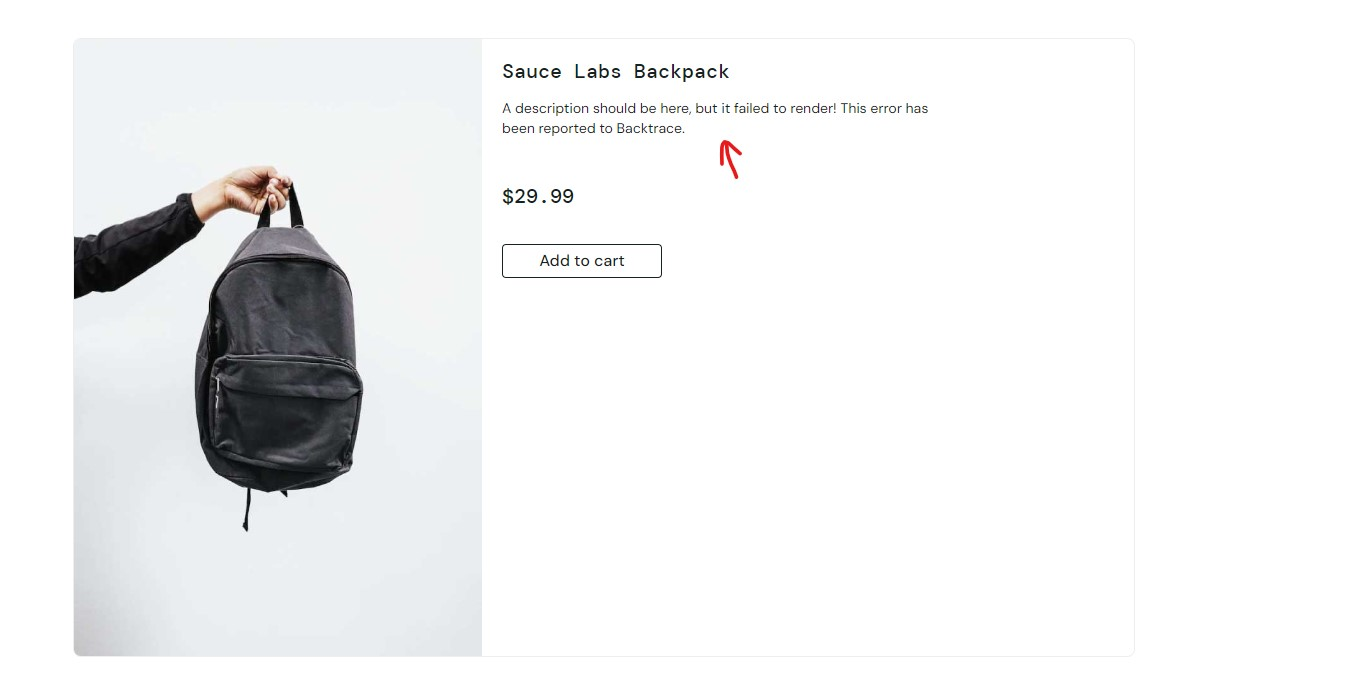 Sauce Labs Backpack
A description should be here, but it failed to render! This error has
been reported to Backtrace.
$29.99
Add to cart